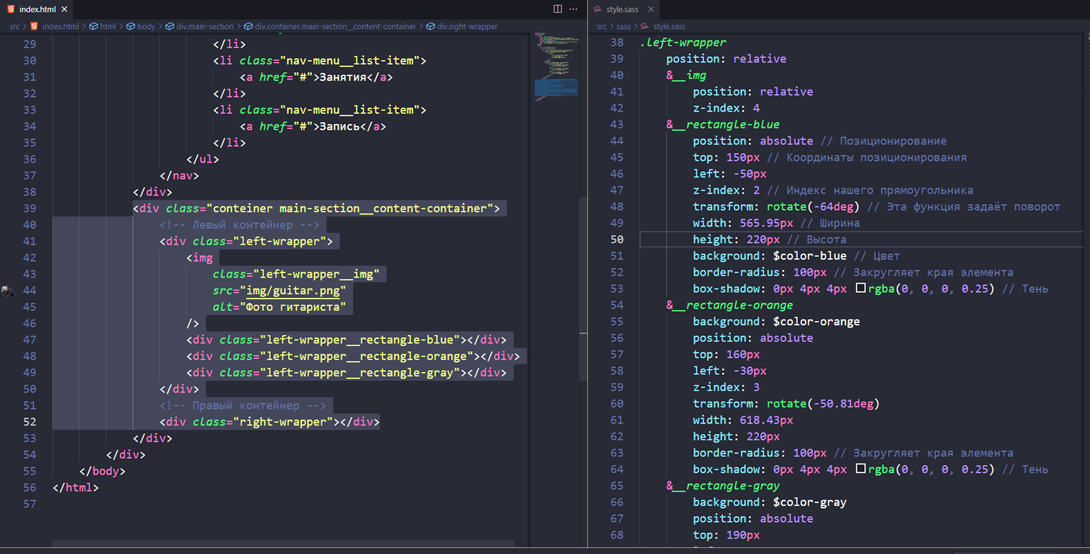 index.html
src > index.html > html > body > div.main-section > div.conteiner.main-section__content-container > div.right-wrapper
29 </li>
30 <li class="nav-menu__list-item">
31 <a href="#">Занятия</a>
32 </li>
33 <li class="nav-menu__list-item">
34 <a href="#">Запись</a>
35 </li>
36 </ul>
37 </nav>
38 </div>
39 <div class="conteiner main-section__content-container">
40 <!-- Левый контейнер -->
41 <div class="left-wrapper">
42 <img
43 class="left-wrapper__img"
44 src="img/guitar.png"
45 alt="Фото гитариста"
46 />
47 <div class="left-wrapper__rectangle-blue"></div>
48 <div class="left-wrapper__rectangle-orange"></div>
49 <div class="left-wrapper__rectangle-gray"></div>
50 </div>
51 <!-- Правый контейнер -->
52 <div class="right-wrapper"></div>
53 </div>
54 </div>
55 </body>
56 </html>
57
style.sass
src > sass > style.sass
38 .left-wrapper
39 position: relative
40 &__img
41 position: relative
42 z-index: 4
43 &__rectangle-blue
44 position: absolute // Позиционирование
45 top: 150px // Координаты позиционирования
46 left: -50px
47 z-index: 2 // Индекс нашего прямоугольника
48 transform: rotate(-64deg) // Эта функция задаёт поворот
49 width: 565.95px // Ширина
50 height: 220px // Высота
51 background: $color-blue // Цвет
52 border-radius: 100px // Закругляет края элемента
53 box-shadow: 0px 4px 4px rgba(0, 0, 0, 0.25) // Тень
54 &__rectangle-orange
55 background: $color-orange
56 position: absolute
57 top: 160px
58 left: -30px
59 z-index: 3
60 transform: rotate(-50.81deg)
61 width: 618.43px
62 height: 220px
63 border-radius: 100px // Закругляет края элемента
64 box-shadow: 0px 4px 4px rgba(0, 0, 0, 0.25) // Тень
65 &__rectangle-gray
66 background: $color-gray
67 position: absolute
68 top: 190px